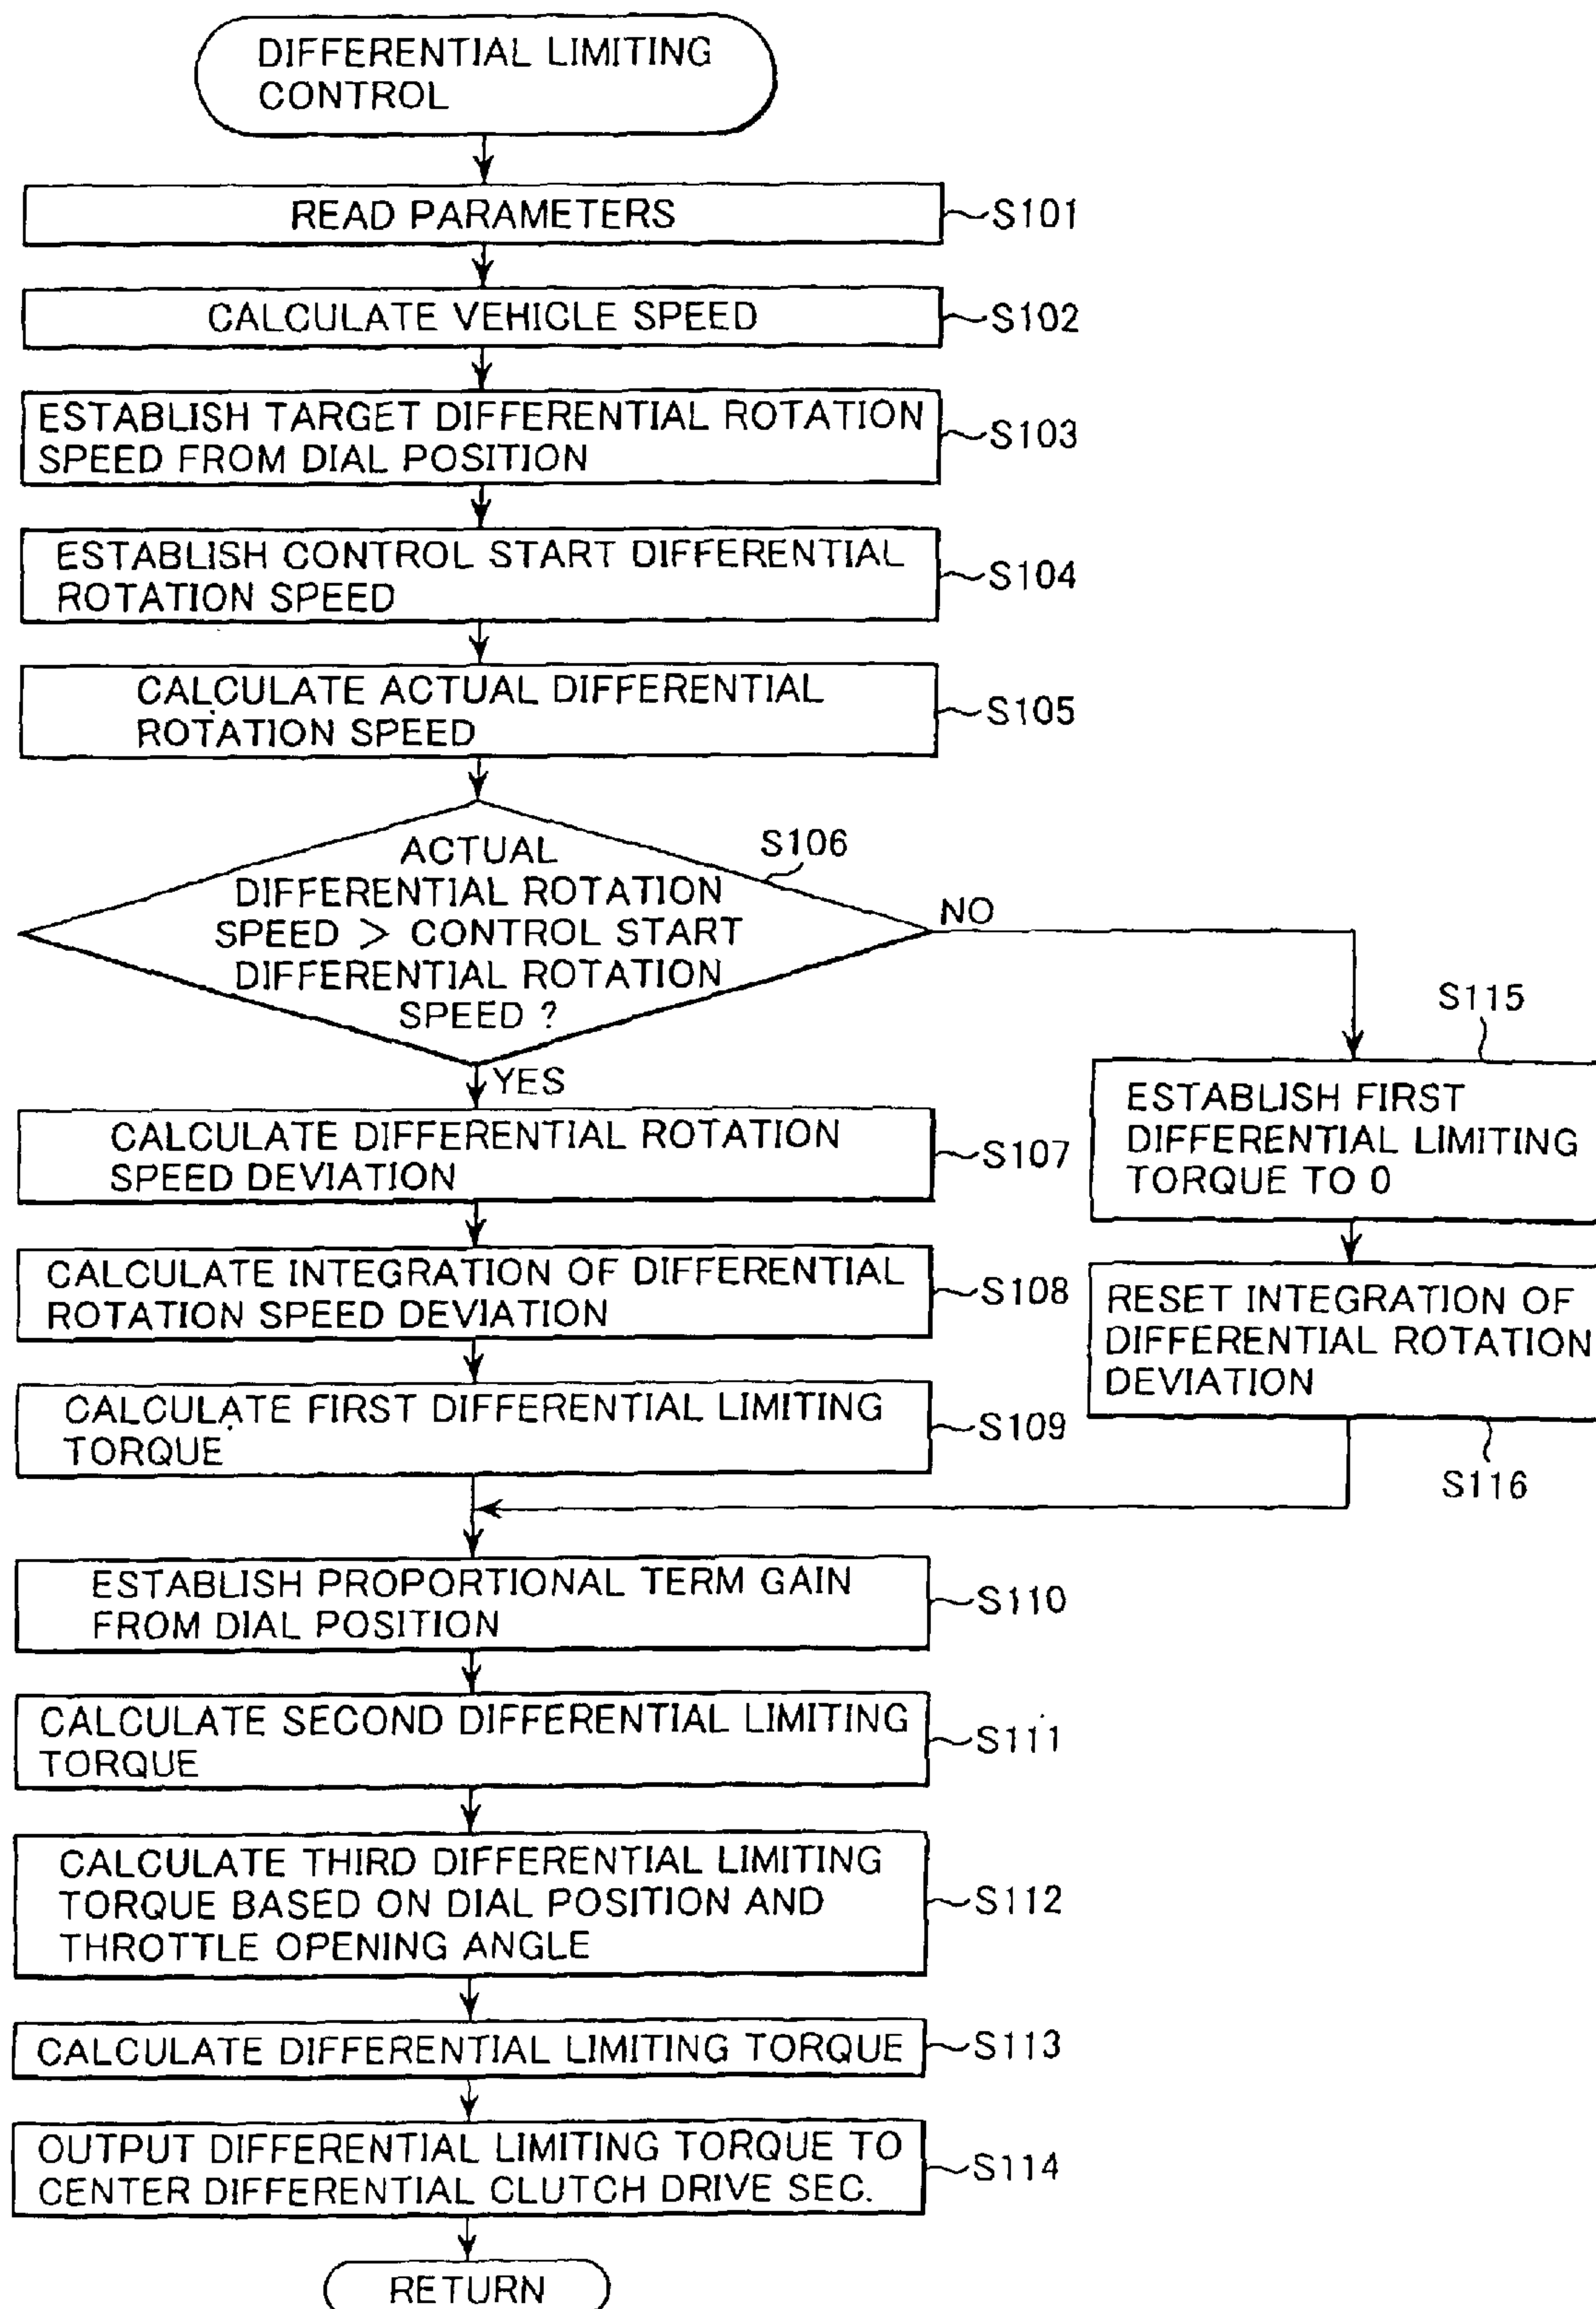 DIFFERENTIAL LIMITING
CONTROL
READ PARAMETERS
S101
CALCULATE VEHICLE SPEED
S102
ESTABLISH TARGET DIFFERENTIAL ROTATION
SPEED FROM DIAL POSITION
S103
ESTABLISH CONTROL START DIFFERENTIAL
ROTATION SPEED
S104
CALCULATE ACTUAL DIFFERENTIAL
ROTATION SPEED
S105
ACTUAL
DIFFERENTIAL ROTATION
SPEED > CONTROL START
DIFFERENTIAL ROTATION
SPEED ?
S106
NO
YES
CALCULATE DIFFERENTIAL ROTATION
SPEED DEVIATION
S107
CALCULATE INTEGRATION OF DIFFERENTIAL
ROTATION SPEED DEVIATION
S108
CALCULATE FIRST DIFFERENTIAL LIMITING
TORQUE
S109
S115
ESTABLISH FIRST
DIFFERENTIAL LIMITING
TORQUE TO 0
RESET INTEGRATION OF
DIFFERENTIAL ROTATION
DEVIATION
S116
ESTABLISH PROPORTIONAL TERM GAIN
FROM DIAL POSITION
S110
CALCULATE SECOND DIFFERENTIAL LIMITING
TORQUE
S111
CALCULATE THIRD DIFFERENTIAL LIMITING
TORQUE BASED ON DIAL POSITION AND
THROTTLE OPENING ANGLE
S112
CALCULATE DIFFERENTIAL LIMITING TORQUE
S113
OUTPUT DIFFERENTIAL LIMITING TORQUE TO
CENTER DIFFERENTIAL CLUTCH DRIVE SEC.
S114
RETURN